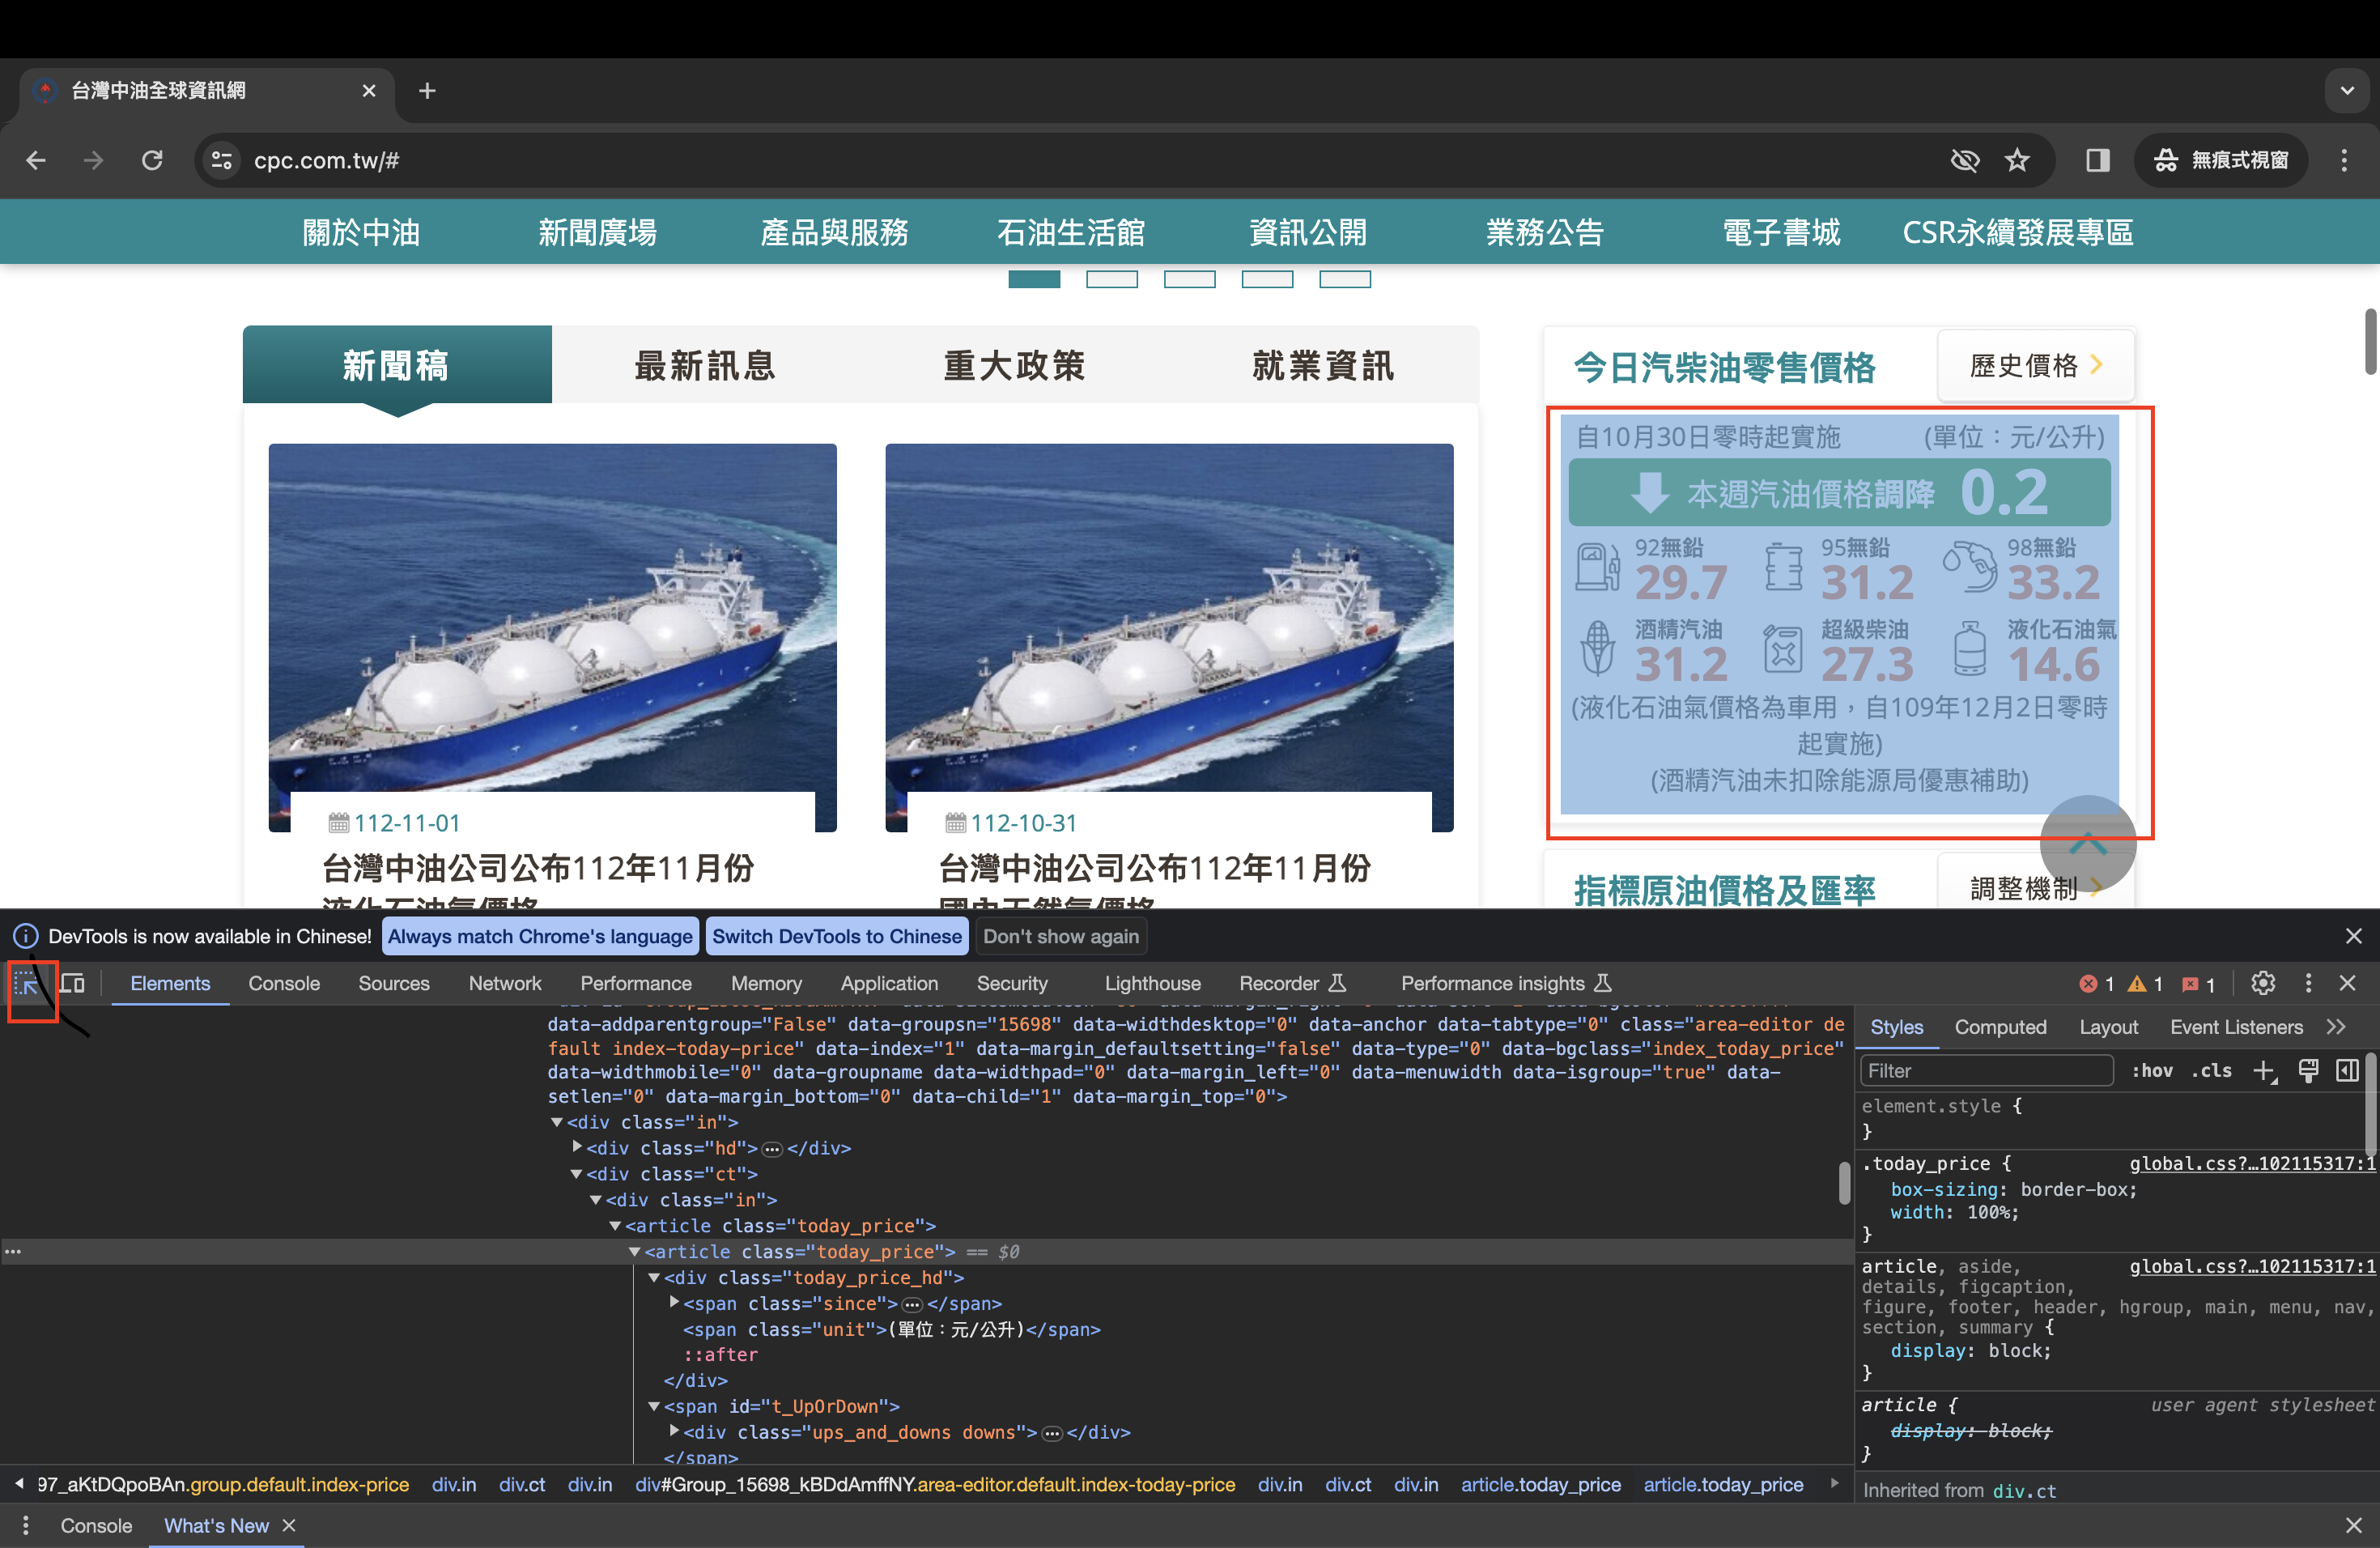 台灣中油全球資訊網
cpc.com.tw/#
無痕式視窗
關於中油 新聞廣場 產品與服務 石油生活館 資訊公開 業務公告 電子書城 CSR永續發展專區
新聞稿 最新訊息 重大政策 就業資訊
112-11-01
台灣中油公司公布112年11月份
液化石油氣價格
112-10-31
台灣中油公司公布112年11月份
國內天然氣價格
今日汽柴油零售價格 歷史價格
自10月30日零時起實施 (單位：元/公升)
本週汽油價格調降 0.2
92無鉛 95無鉛 98無鉛
29.7 31.2 33.2
酒精汽油 超級柴油 液化石油氣
31.2 27.3 14.6
(液化石油氣價格為車用，自109年12月2日零時
起實施)
(酒精汽油未扣除能源局優惠補助)
指標原油價格及匯率 調整機制
DevTools is now available in Chinese! Always match Chrome's language Switch DevTools to Chinese Don't show again
Elements Console Sources Network Performance Memory Application Security Lighthouse Recorder Performance insights 1 1 1
data-addparentgroup="False" data-groupsn="15698" data-widthdesktop="0" data-anchor data-tabtype="0" class="area-editor de
fault index-today-price" data-index="1" data-margin_defaultsetting="false" data-type="0" data-bgclass="index_today_price"
data-widthmobile="0" data-groupname data-widthpad="0" data-margin_left="0" data-menuwidth data-isgroup="true" data-
setlen="0" data-margin_bottom="0" data-child="1" data-margin_top="0">
<div class="in">
<div class="hd">…</div>
<div class="ct">
<div class="in">
<article class="today_price">
<article class="today_price"> == $0
<div class="today_price_hd">
<span class="since">…</span>
<span class="unit">(單位：元/公升)</span>
::after
</div>
<span id="t_UpOrDown">
<div class="ups_and_downs downs">…</div>
</span>
97_aKtDQpoBAn.group.default.index-price div.in div.ct div.in div#Group_15698_kBDdAmffNY.area-editor.default.index-today-price div.in div.ct div.in article.today_price article.today_price
Styles Computed Layout Event Listeners
Filter :hov .cls
element.style {
}
.today_price { global.css?…102115317:1
box-sizing: border-box;
width: 100%;
}
article, aside, global.css?…102115317:1
details, figcaption,
figure, footer, header, hgroup, main, menu, nav,
section, summary {
display: block;
}
article { user agent stylesheet
display: block;
}
Inherited from div.ct
Console What's New